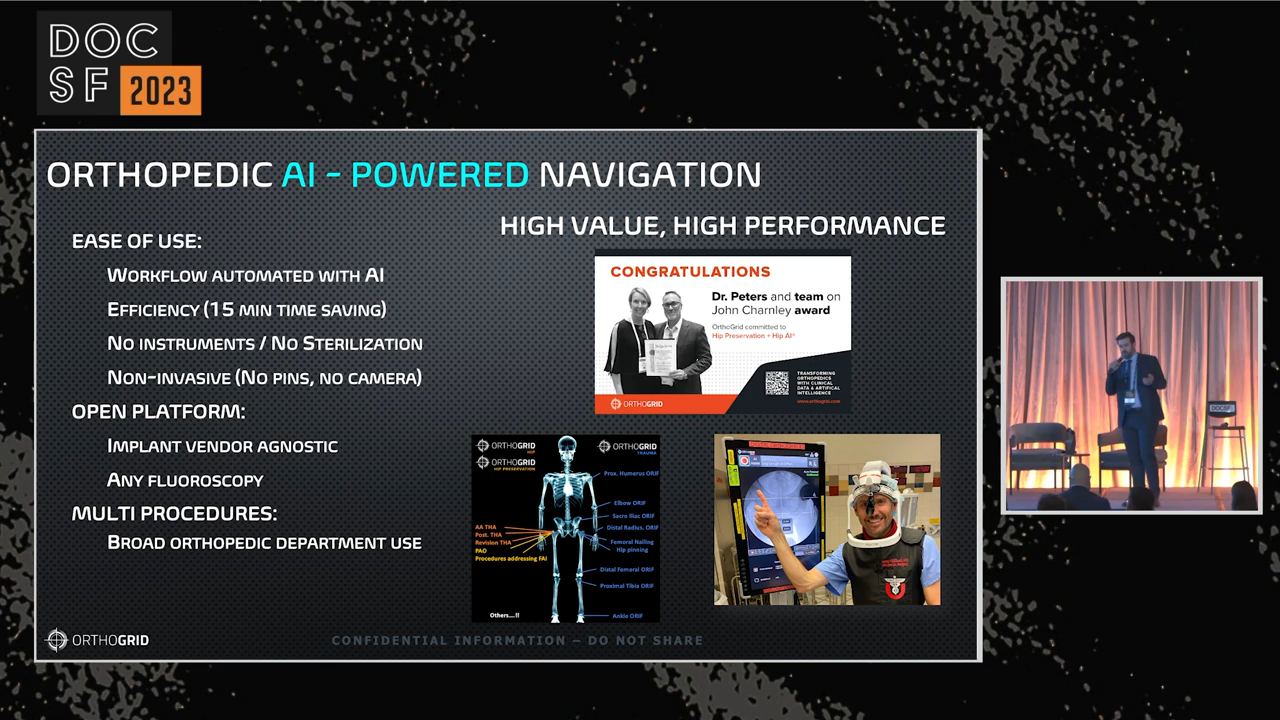 DOC
SF 2023
ORTHOPEDIC AI - POWERED NAVIGATION
HIGH VALUE, HIGH PERFORMANCE
EASE OF USE:
WORKFLOW AUTOMATED WITH AI
EFFICIENCY (15 MIN TIME SAVING)
NO INSTRUMENTS / NO STERILIZATION
NON-INVASIVE (NO PINS, NO CAMERA)
OPEN PLATFORM:
IMPLANT VENDOR AGNOSTIC
ANY FLUOROSCOPY
MULTI PROCEDURES:
BROAD ORTHOPEDIC DEPARTMENT USE
CONGRATULATIONS
Dr. Peters and team on
John Charnley award
OrthoGrid committed to
Hip Preservation + Hip AI®
TRANSFORMING
ORTHOPEDICS
WITH CLINICAL
DATA & ARTIFICAL
INTELLIGENCE
www.orthogrid.com
ORTHOGRID
ORTHOGRID
HIP
ORTHOGRID
HIP PRESERVATION
ORTHOGRID
TRAUMA
Prox. Humerus ORIF
Elbow ORIF
Sacro Iliac ORIF
Distal Radius. ORIF
Femoral Nailing
Hip pinning
Distal Femoral ORIF
Proximal Tibia ORIF
Ankle ORIF
AA THA
Post. THA
Revision THA
PAO
Procedures addressing FAI
Others....!!
ORTHOGRID
CONFIDENTIAL INFORMATION – DO NOT SHARE
DOCSF